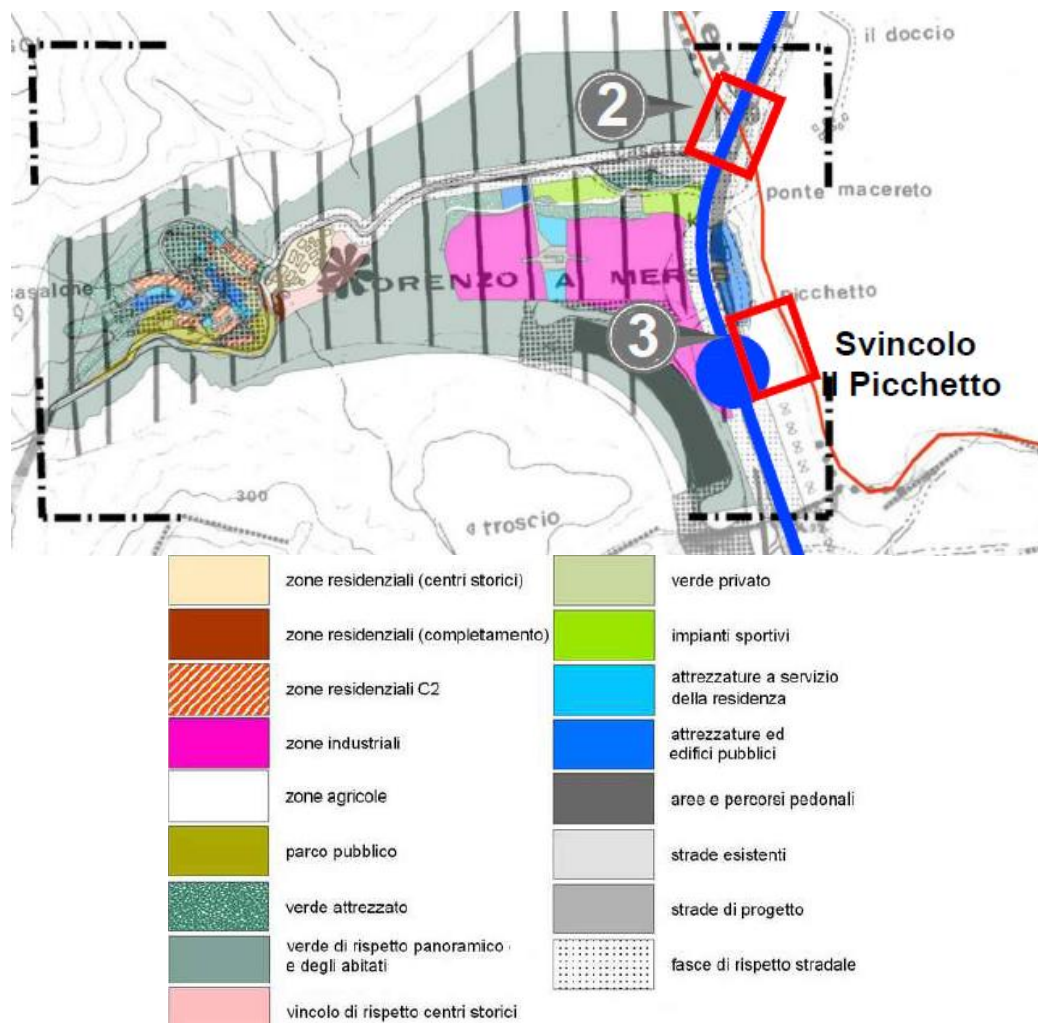 il doccio
2
ponte macereto
ORENZO A MERSE
Picchetto
casalone
3
Svincolo
Il Picchetto
300
troscio
zone residenziali (centri storici)
zone residenziali (completamento)
zone residenziali C2
zone industriali
zone agricole
parco pubblico
verde attrezzato
verde di rispetto panoramico
e degli abitati
vincolo di rispetto centri storici
verde privato
impianti sportivi
attrezzature a servizio
della residenza
attrezzature ed
edifici pubblici
aree e percorsi pedonali
strade esistenti
strade di progetto
fasce di rispetto stradale